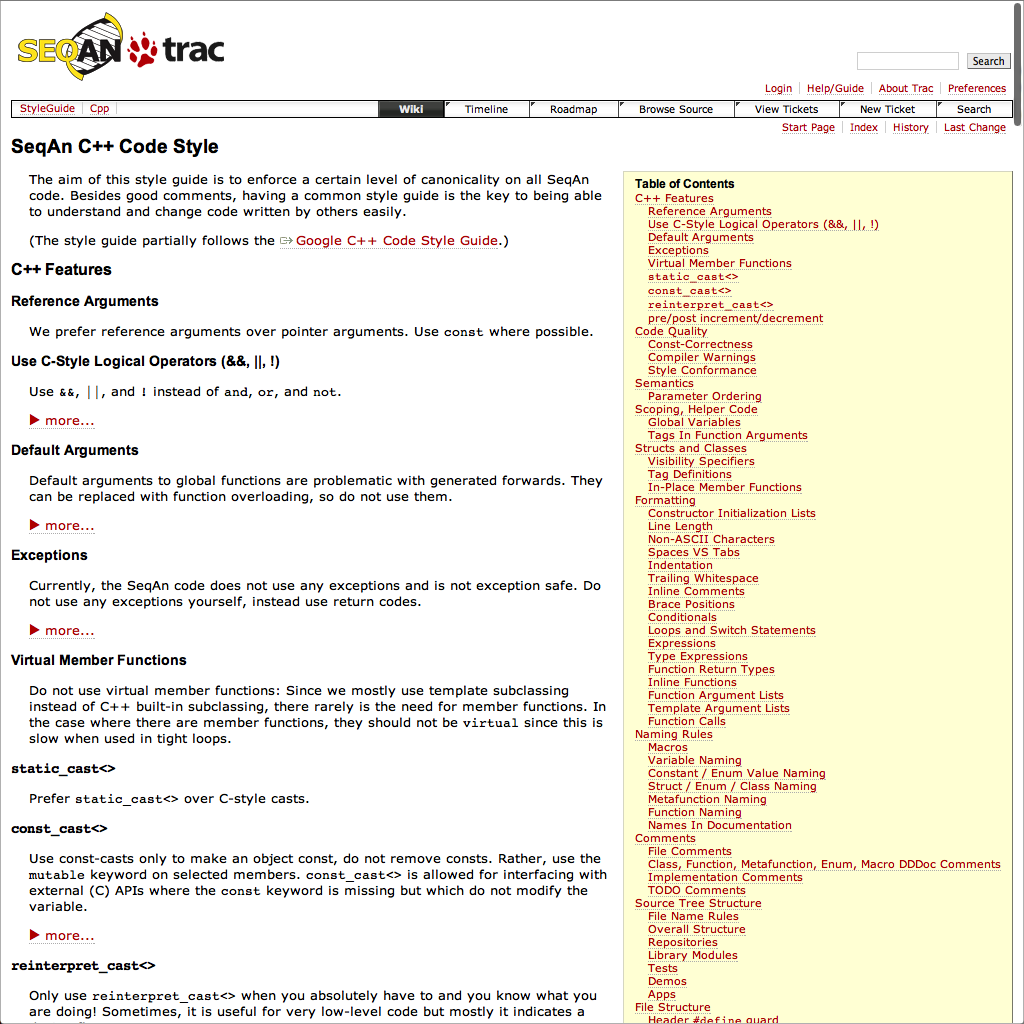 SEQAN trac
Search
Login Help/Guide About Trac Preferences
StyleGuide Cpp Wiki Timeline Roadmap Browse Source View Tickets New Ticket Search
Start Page Index History Last Change
SeqAn C++ Code Style
The aim of this style guide is to enforce a certain level of canonicality on all SeqAn
code. Besides good comments, having a common style guide is the key to being able
to understand and change code written by others easily.
(The style guide partially follows the Google C++ Code Style Guide.)
C++ Features
Reference Arguments
We prefer reference arguments over pointer arguments. Use const where possible.
Use C-Style Logical Operators (&&, ||, !)
Use &&, ||, and ! instead of and, or, and not.
▶ more...
Default Arguments
Default arguments to global functions are problematic with generated forwards. They
can be replaced with function overloading, so do not use them.
▶ more...
Exceptions
Currently, the SeqAn code does not use any exceptions and is not exception safe. Do
not use any exceptions yourself, instead use return codes.
▶ more...
Virtual Member Functions
Do not use virtual member functions: Since we mostly use template subclassing
instead of C++ built-in subclassing, there rarely is the need for member functions. In
the case where there are member functions, they should not be virtual since this is
slow when used in tight loops.
static_cast<>
Prefer static_cast<> over C-style casts.
const_cast<>
Use const-casts only to make an object const, do not remove consts. Rather, use the
mutable keyword on selected members. const_cast<> is allowed for interfacing with
external (C) APIs where the const keyword is missing but which do not modify the
variable.
▶ more...
reinterpret_cast<>
Only use reinterpret_cast<> when you absolutely have to and you know what you
are doing! Sometimes, it is useful for very low-level code but mostly it indicates a
Table of Contents
C++ Features
Reference Arguments
Use C-Style Logical Operators (&&, ||, !)
Default Arguments
Exceptions
Virtual Member Functions
static_cast<>
const_cast<>
reinterpret_cast<>
pre/post increment/decrement
Code Quality
Const-Correctness
Compiler Warnings
Style Conformance
Semantics
Parameter Ordering
Scoping, Helper Code
Global Variables
Tags In Function Arguments
Structs and Classes
Visibility Specifiers
Tag Definitions
In-Place Member Functions
Formatting
Constructor Initialization Lists
Line Length
Non-ASCII Characters
Spaces VS Tabs
Indentation
Trailing Whitespace
Inline Comments
Brace Positions
Conditionals
Loops and Switch Statements
Expressions
Type Expressions
Function Return Types
Inline Functions
Function Argument Lists
Template Argument Lists
Function Calls
Naming Rules
Macros
Variable Naming
Constant / Enum Value Naming
Struct / Enum / Class Naming
Metafunction Naming
Function Naming
Names In Documentation
Comments
File Comments
Class, Function, Metafunction, Enum, Macro DDDoc Comments
Implementation Comments
TODO Comments
Source Tree Structure
File Name Rules
Overall Structure
Repositories
Library Modules
Tests
Demos
Apps
File Structure
Header #define guard